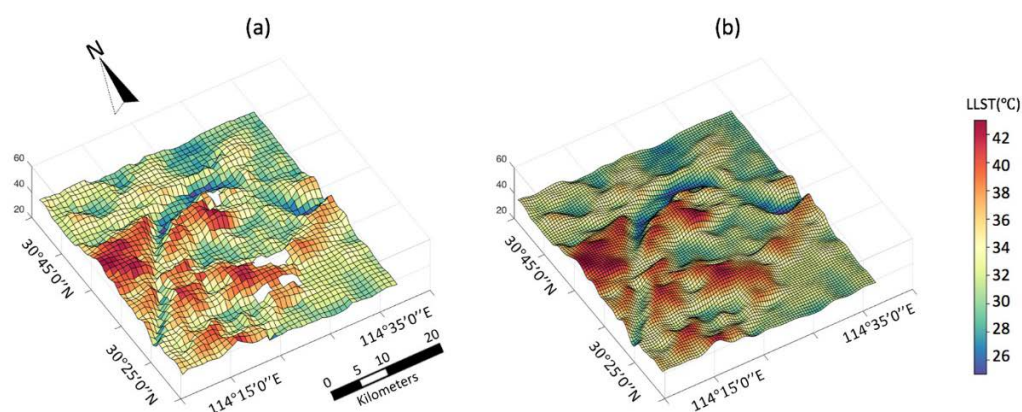 (a)
(b)
N
60
40
20
30°45′0′′N
30°25′0′′N
114°15′0′′E
114°35′0′′E
0 5 10 20
Kilometers
60
40
20
30°45′0′′N
30°25′0′′N
114°15′0′′E
114°35′0′′E
LLST(℃)
42
40
38
36
34
32
30
28
26